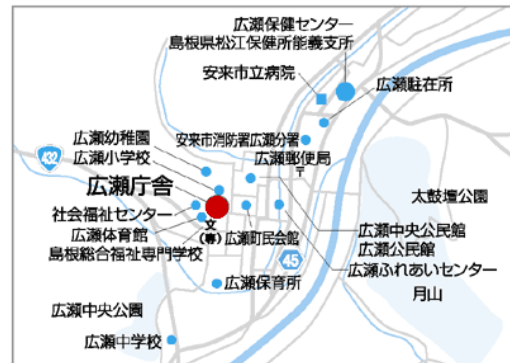 広瀬保健センター
島根県松江保健所能義支所
安来市立病院
広瀬駐在所
安来市消防署広瀬分署
広瀬郵便局
〒
432
広瀬幼稚園
広瀬小学校
広瀬庁舎
太鼓壇公園
社会福祉センター
広瀬体育館
文
(専)
島根総合福祉専門学校
広瀬町民会館
広瀬中央公民館
広瀬公民館
広瀬ふれあいセンター
45
月山
広瀬保育所
広瀬中央公園
広瀬中学校